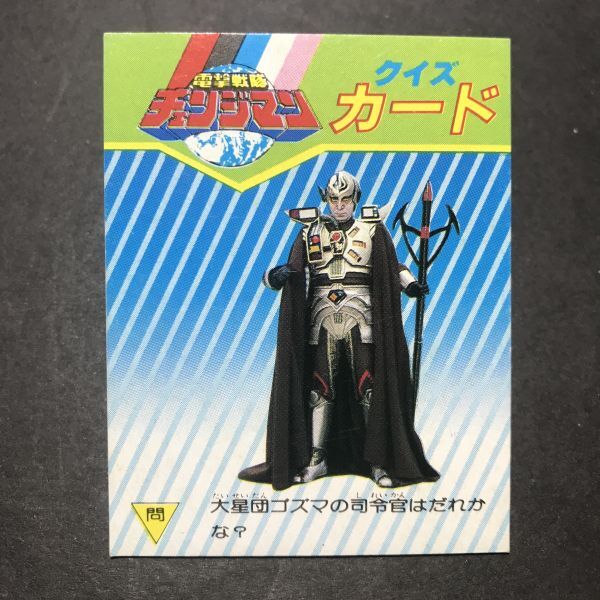 電撃戦隊
チェンジマン
クイズ
カード
たいせいだん しれいかん
大星団ゴズマの司令官はだれか
な?
問